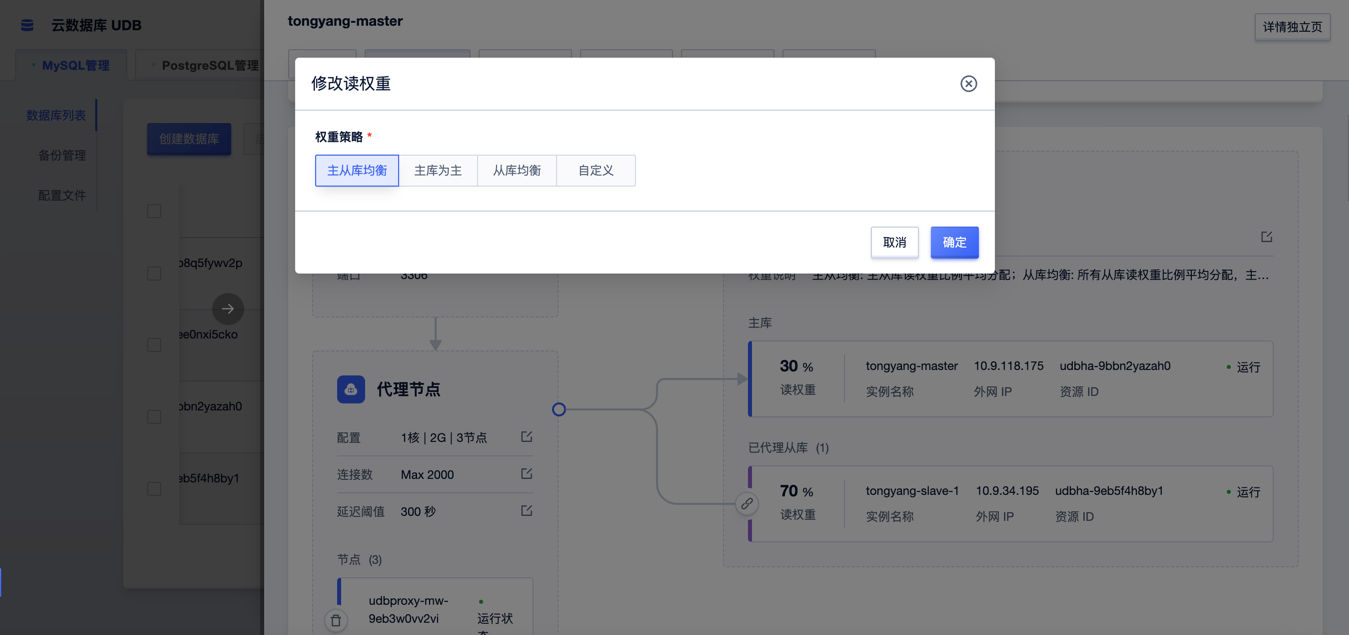 云数据库 UDB
tongyang-master
详情独立页
MySQL管理
PostgreSQL管理
数据库列表
备份管理
配置文件
创建数据库
修改读权重
权重策略 *
主从库均衡
主库为主
从库均衡
自定义
取消
确定
o8q5fywv2p
ee0nxi5cko
obn2yazah0
eb5f4h8by1
端口 3306
权重说明 主从均衡: 主从库读权重比例平均分配；从库均衡: 所有从库读权重比例平均分配，主...
代理节点
配置 1核 | 2G | 3节点
连接数 Max 2000
延迟阈值 300 秒
节点 (3)
udbproxy-mw-
9eb3w0vv2vi
运行状
主库
30 %
读权重
tongyang-master
实例名称
10.9.118.175
外网 IP
udbha-9bbn2yazah0
资源 ID
运行
已代理从库 (1)
70 %
读权重
tongyang-slave-1
实例名称
10.9.34.195
外网 IP
udbha-9eb5f4h8by1
资源 ID
运行